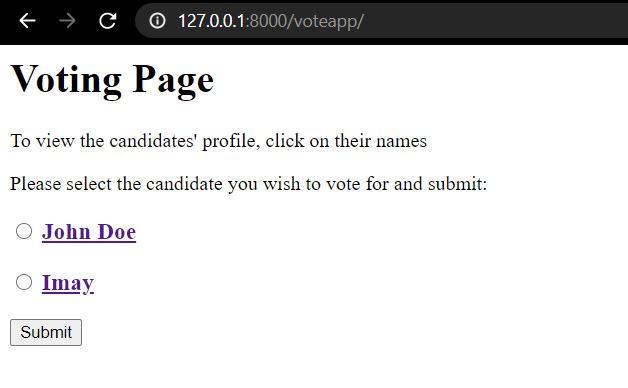 127.0.0.1:8000/voteapp/
Voting Page
To view the candidates' profile, click on their names
Please select the candidate you wish to vote for and submit:
John Doe
Imay
Submit